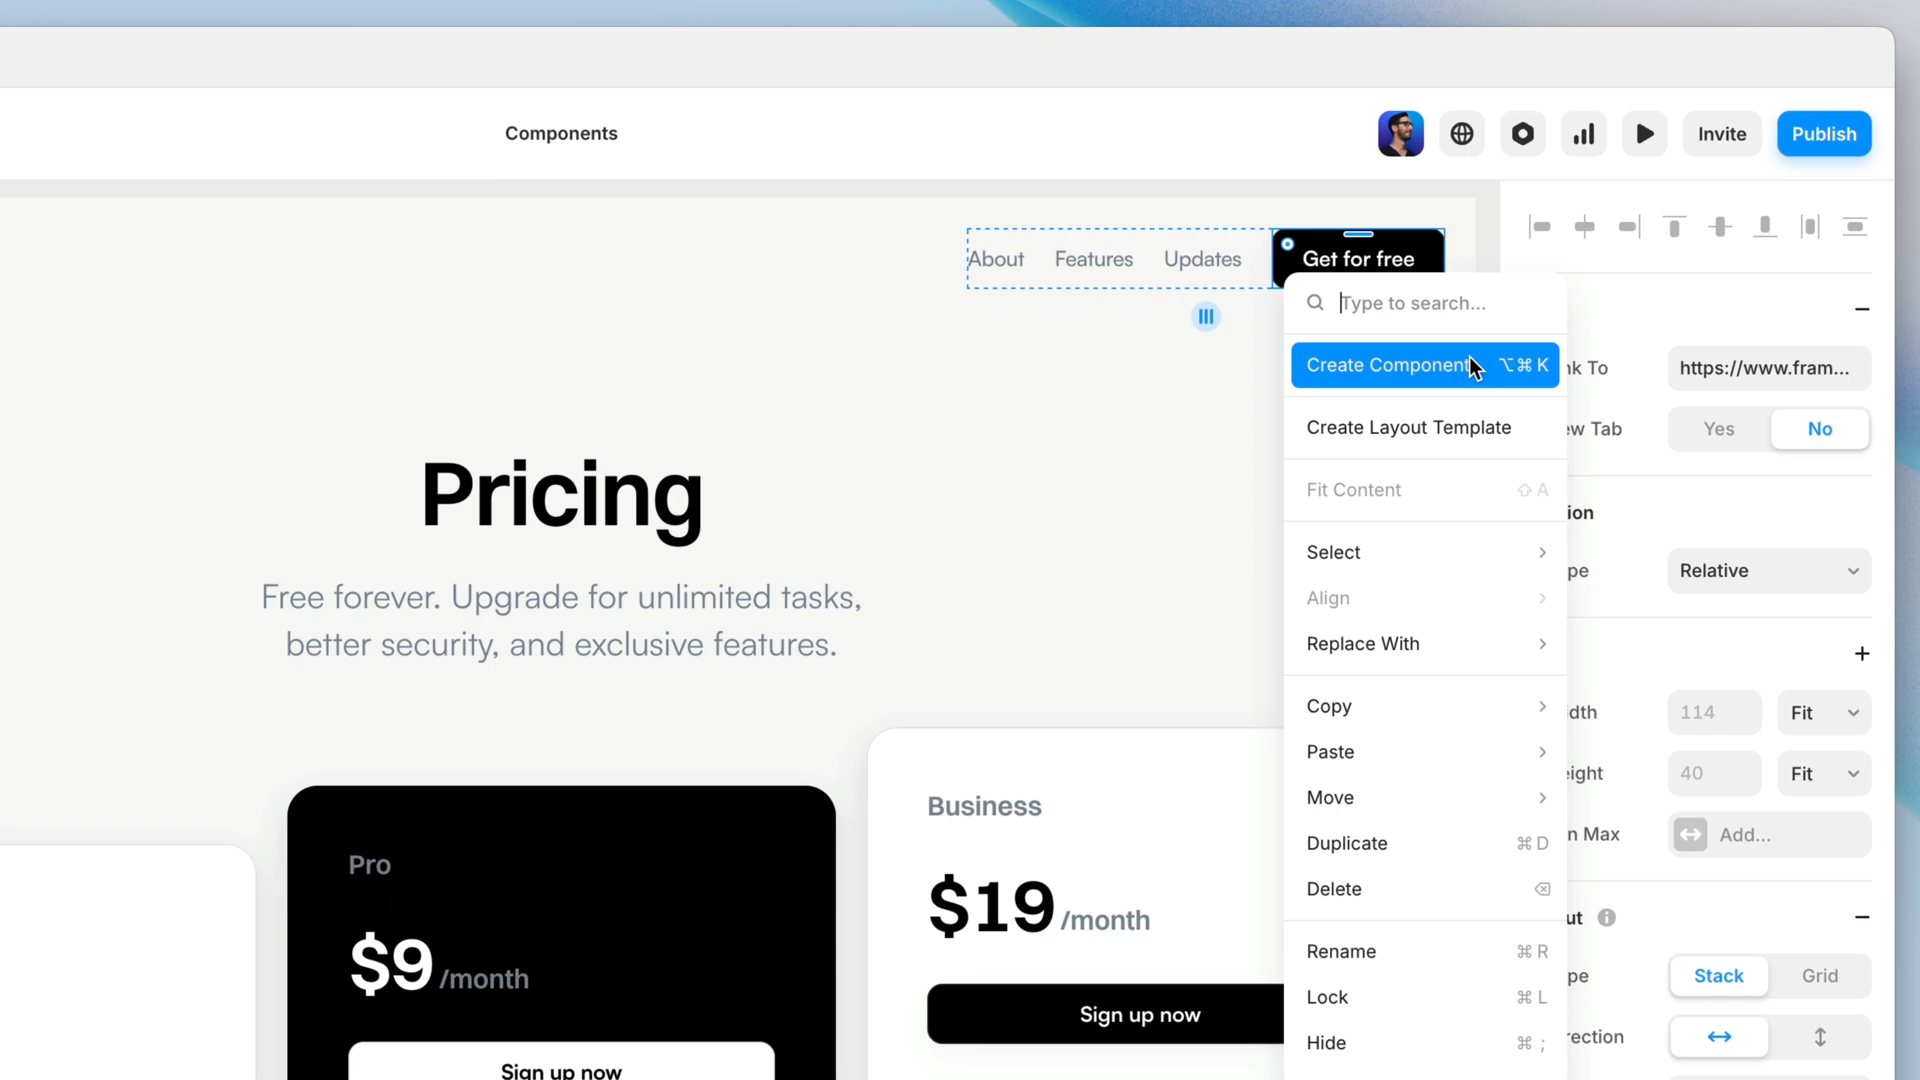 Components
Invite
Publish
About
Features
Updates
Get for free
Type to search...
Create Component ⌥⌘K
Create Layout Template
Fit Content ⇧A
Select
Align
Replace With
Copy
Paste
Move
Duplicate ⌘D
Delete
Rename ⌘R
Lock ⌘L
Hide ⌘;
nk To
https://www.fram...
ew Tab
Yes
No
ion
pe
Relative
dth
114
Fit
eight
40
Fit
n Max
Add...
ut
pe
Stack
Grid
rection
Pricing
Free forever. Upgrade for unlimited tasks,
better security, and exclusive features.
Pro
$9 /month
Sign up now
Business
$19 /month
Sign up now